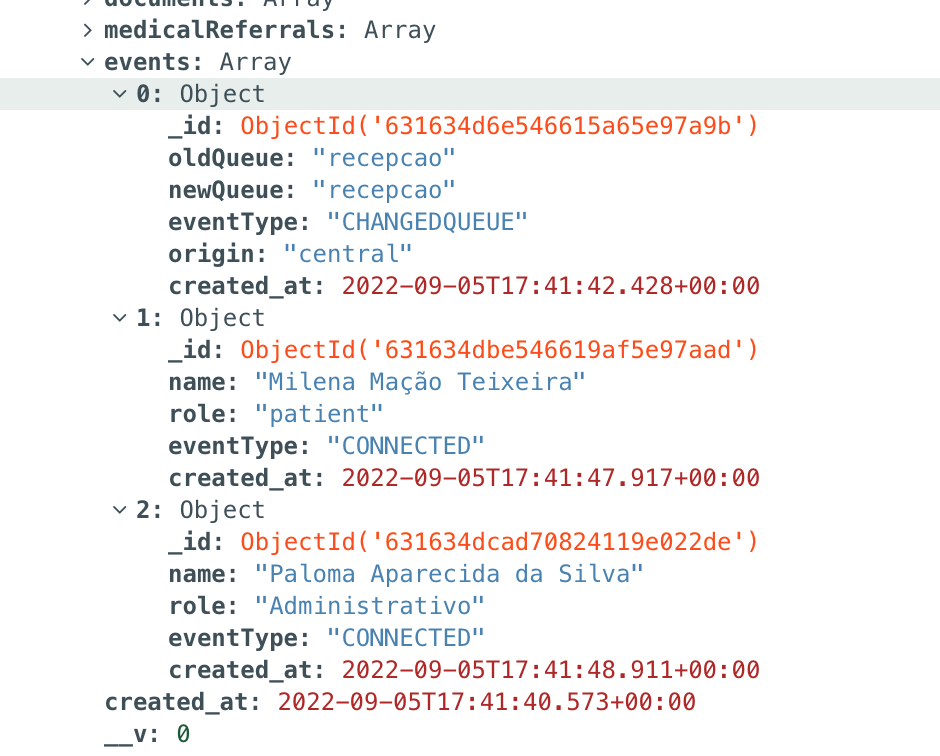 documents: Array
medicalReferrals: Array
events: Array
0: Object
_id: ObjectId('631634d6e546615a65e97a9b')
oldQueue: "recepcao"
newQueue: "recepcao"
eventType: "CHANGEDQUEUE"
origin: "central"
created_at: 2022-09-05T17:41:42.428+00:00
1: Object
_id: ObjectId('631634dbe546619af5e97aad')
name: "Milena Mação Teixeira"
role: "patient"
eventType: "CONNECTED"
created_at: 2022-09-05T17:41:47.917+00:00
2: Object
_id: ObjectId('631634dcad70824119e022de')
name: "Paloma Aparecida da Silva"
role: "Administrativo"
eventType: "CONNECTED"
created_at: 2022-09-05T17:41:48.911+00:00
created_at: 2022-09-05T17:41:40.573+00:00
__v: 0